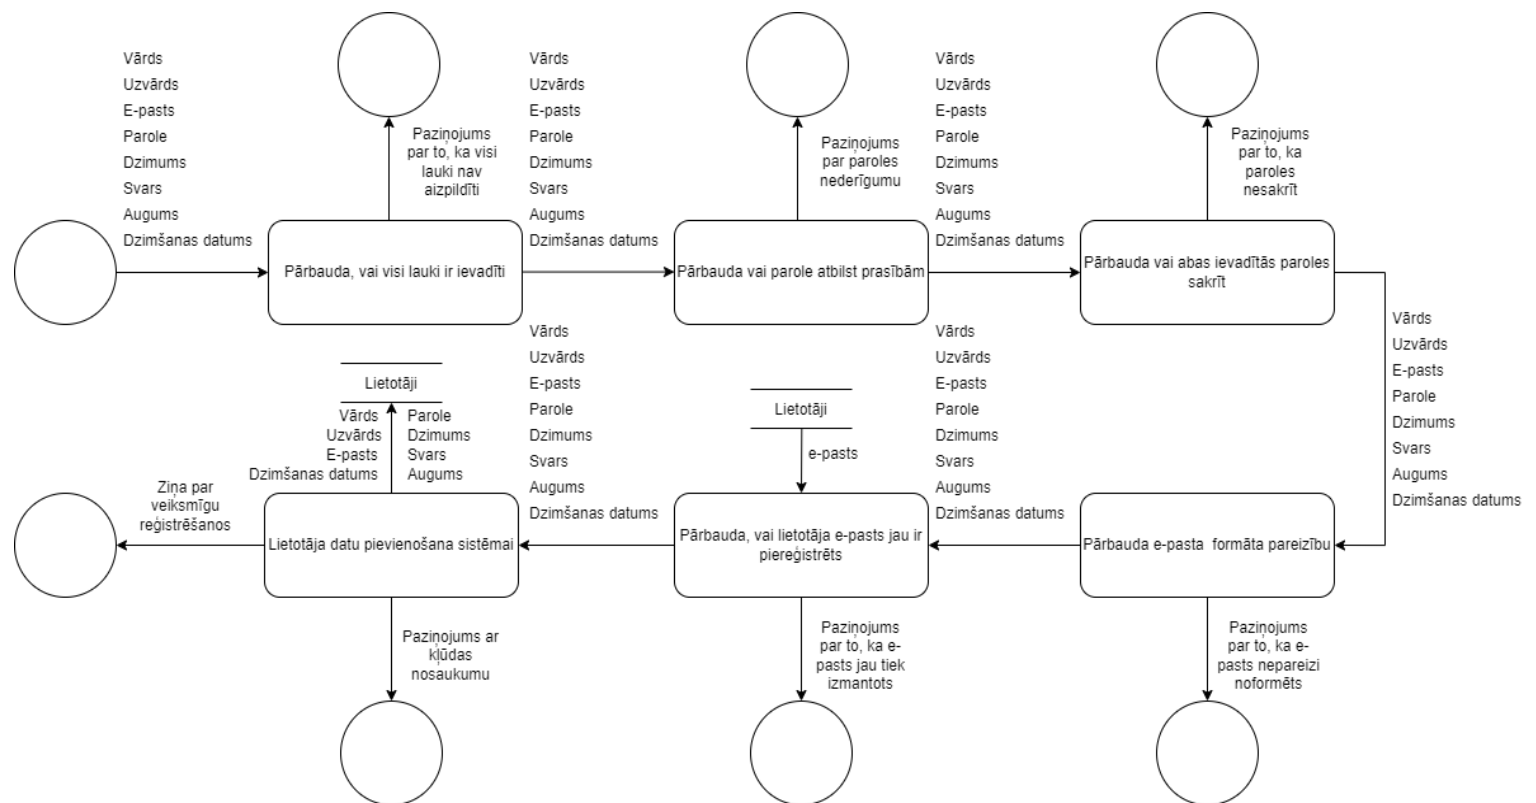 Vārds
Uzvārds
E-pasts
Parole
Dzimums
Svars
Augums
Dzimšanas datums
Paziņojums
par to, ka visi
lauki nav
aizpildīti
Pārbauda, vai visi lauki ir ievadīti
Vārds
Uzvārds
E-pasts
Parole
Dzimums
Svars
Augums
Dzimšanas datums
Paziņojums
par paroles
nederīgumu
Pārbauda vai parole atbilst prasībām
Vārds
Uzvārds
E-pasts
Parole
Dzimums
Svars
Augums
Dzimšanas datums
Paziņojums
par to, ka
paroles
nesakrīt
Pārbauda vai abas ievadītās paroles
sakrīt
Vārds
Uzvārds
E-pasts
Parole
Dzimums
Svars
Augums
Dzimšanas datums
Pārbauda e-pasta formāta pareizību
Paziņojums
par to, ka e-
pasts nepareizi
noformēts
Vārds
Uzvārds
E-pasts
Parole
Dzimums
Svars
Augums
Dzimšanas datums
Lietotāji
e-pasts
Pārbauda, vai lietotāja e-pasts jau ir
piereģistrēts
Paziņojums
par to, ka e-
pasts jau tiek
izmantots
Vārds
Uzvārds
E-pasts
Parole
Dzimums
Svars
Augums
Dzimšanas datums
Lietotāji
Vārds
Uzvārds
E-pasts
Dzimšanas datums
Parole
Dzimums
Svars
Augums
Lietotāja datu pievienošana sistēmai
Ziņa par
veiksmīgu
reģistrēšanos
Paziņojums ar
kļūdas
nosaukumu